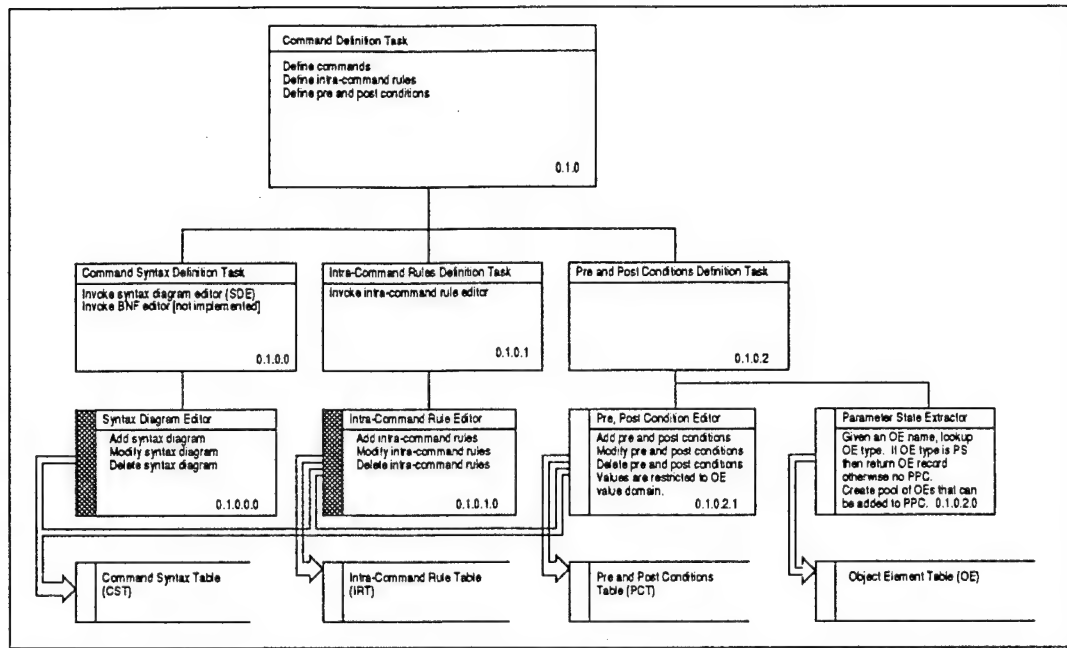 Command Definition Task
Define commands
Define intra-command rules
Define pre and post conditions
0.1.0
Command Syntax Definition Task
Invoke syntax diagram editor (SDE)
Invoke BNF editor [not implemented]
0.1.0.0
Intra-Command Rules Definition Task
Invoke intra-command rule editor
0.1.0.1
Pre and Post Conditions Definition Task
0.1.0.2
Syntax Diagram Editor
Add syntax diagram
Modify syntax diagram
Delete syntax diagram
0.1.0.0.0
Intra-Command Rule Editor
Add intra-command rules
Modify intra-command rules
Delete intra-command rules
0.1.0.1.0
Pre, Post Condition Editor
Add pre and post conditions
Modify pre and post conditions
Delete pre and post conditions
Values are restricted to OE
value domain.
0.1.0.2.1
Parameter State Extractor
Given an OE name, lookup
OE type. If OE type is PS
then return OE record
otherwise no PPC.
Create pool of OEs that can
be added to PPC. 0.1.0.2.0
Command Syntax Table
(CST)
Intra-Command Rule Table
(IRT)
Pre and Post Conditions
Table (PCT)
Object Element Table (OE)